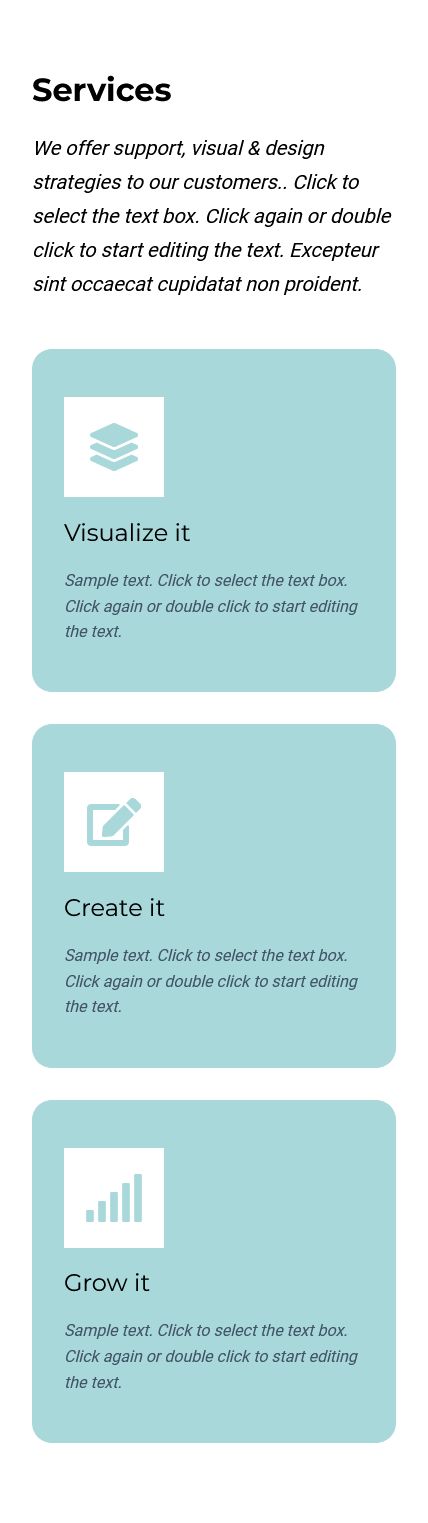 Services
We offer support, visual & design
strategies to our customers.. Click to
select the text box. Click again or double
click to start editing the text. Excepteur
sint occaecat cupidatat non proident.
Visualize it
Sample text. Click to select the text box.
Click again or double click to start editing
the text.
Create it
Sample text. Click to select the text box.
Click again or double click to start editing
the text.
Grow it
Sample text. Click to select the text box.
Click again or double click to start editing
the text.